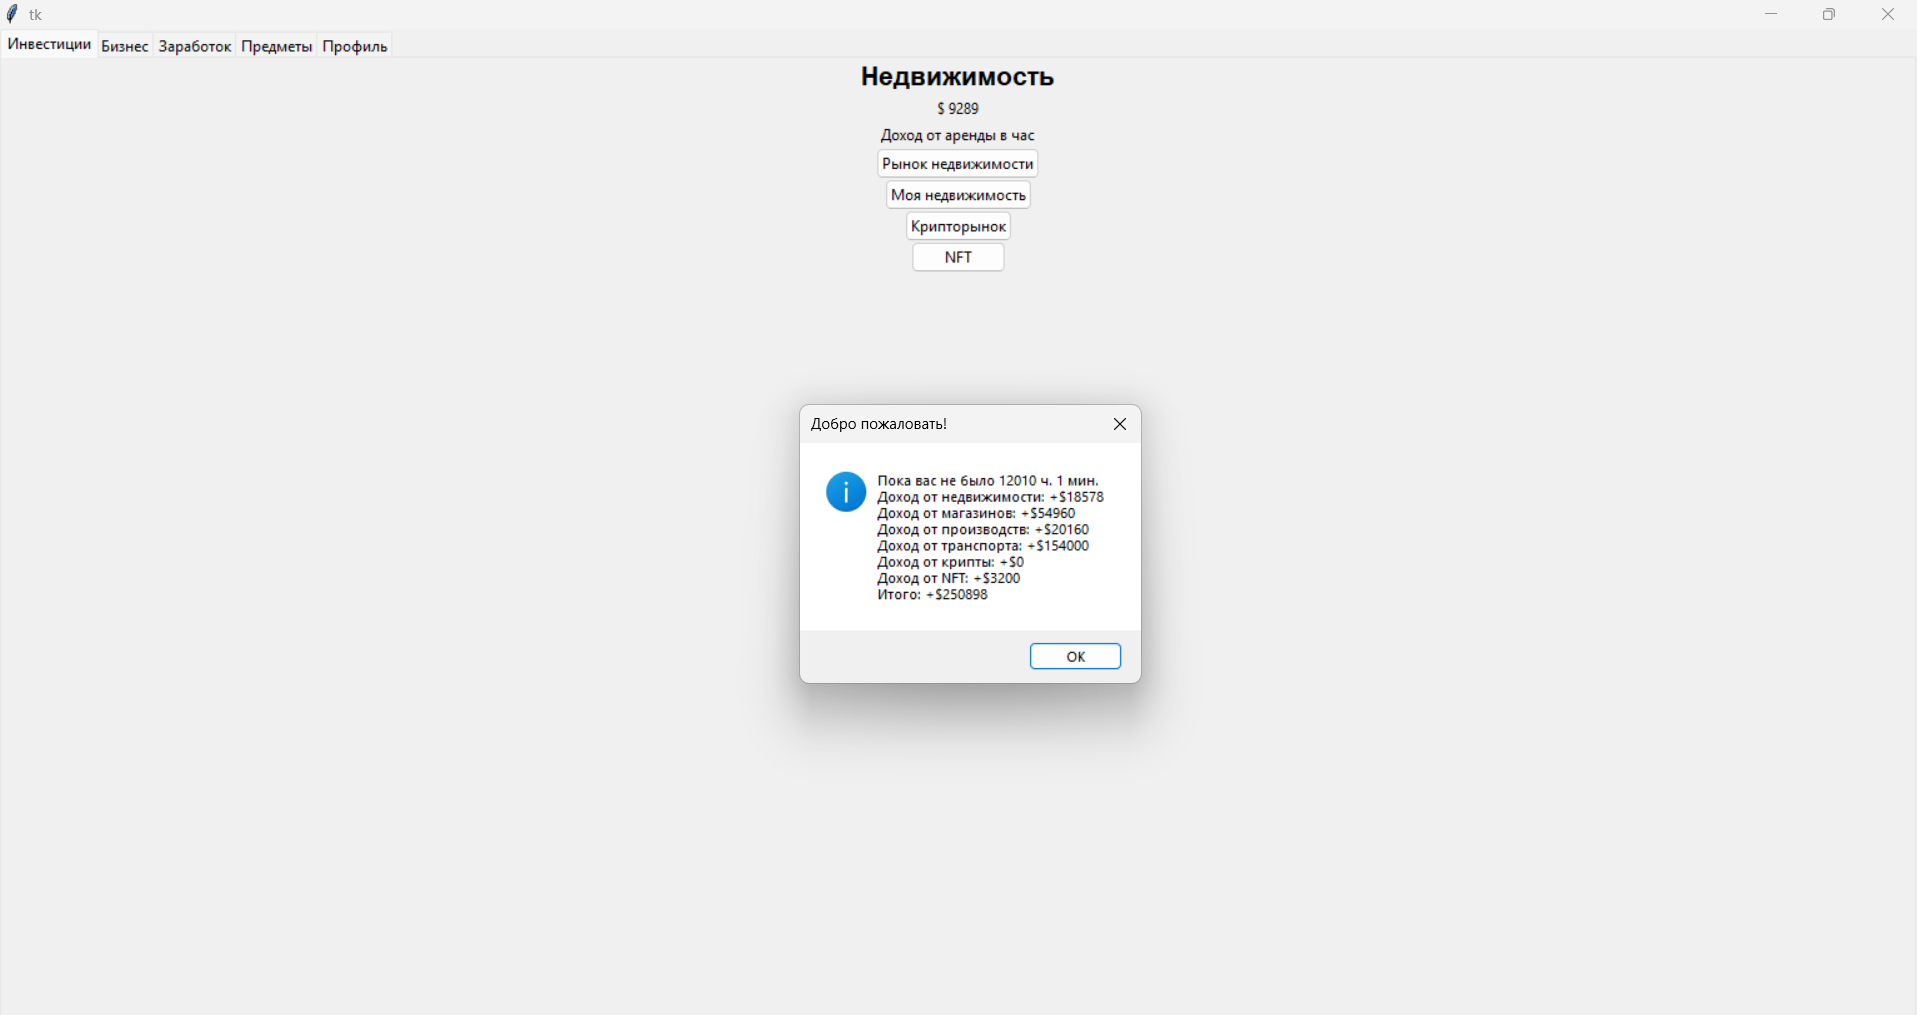 tk
Инвестиции Бизнес Заработок Предметы Профиль
Недвижимость
$ 9289
Доход от аренды в час
Рынок недвижимости
Моя недвижимость
Крипторынок
NFT
Добро пожаловать!
Пока вас не было 12010 ч. 1 мин.
Доход от недвижимости: +$18578
Доход от магазинов: +$54960
Доход от производств: +$20160
Доход от транспорта: +$154000
Доход от крипты: +$0
Доход от NFT: +$3200
Итого: +$250898
ОК